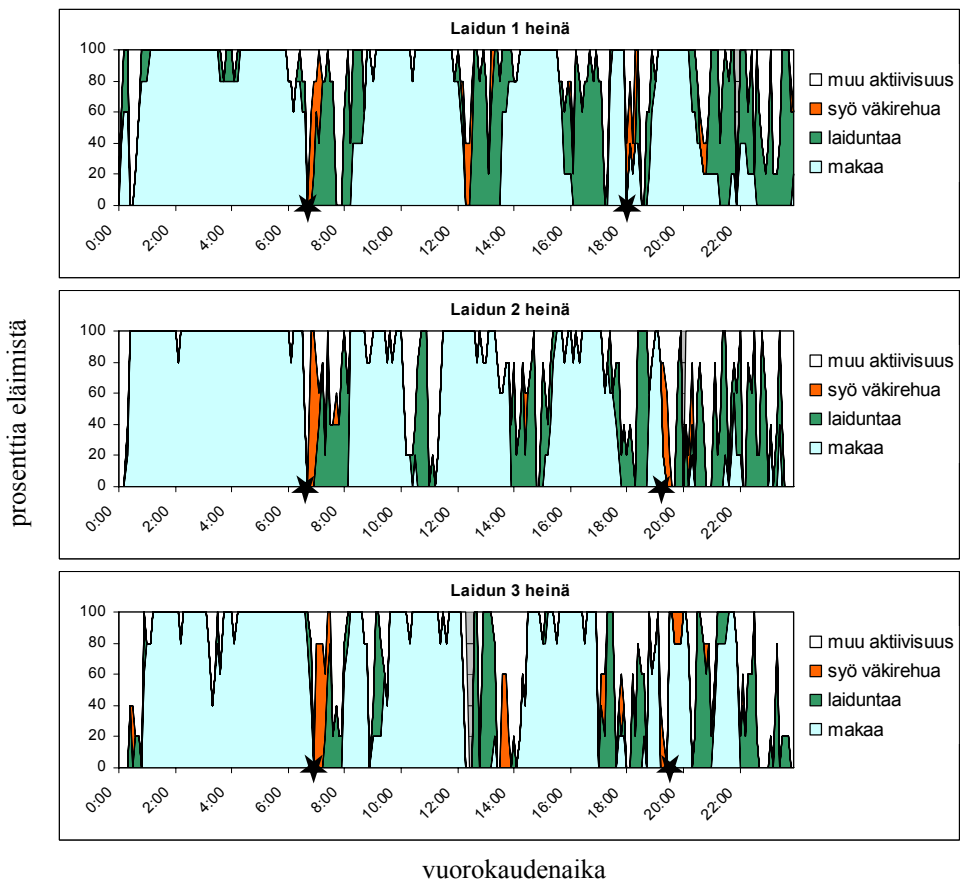 Laidun 1 heinä
100
80
60
40
20
0
0:00 2:00 4:00 6:00 8:00 10:00 12:00 14:00 16:00 18:00 20:00 22:00
muu aktiivisuus
syö väkirehua
laiduntaa
makaa
Laidun 2 heinä
100
80
60
40
20
0
0:00 2:00 4:00 6:00 8:00 10:00 12:00 14:00 16:00 18:00 20:00 22:00
muu aktiivisuus
syö väkirehua
laiduntaa
makaa
prosenttia eläimistä
Laidun 3 heinä
100
80
60
40
20
0
0:00 2:00 4:00 6:00 8:00 10:00 12:00 14:00 16:00 18:00 20:00 22:00
muu aktiivisuus
syö väkirehua
laiduntaa
makaa
vuorokaudenaika